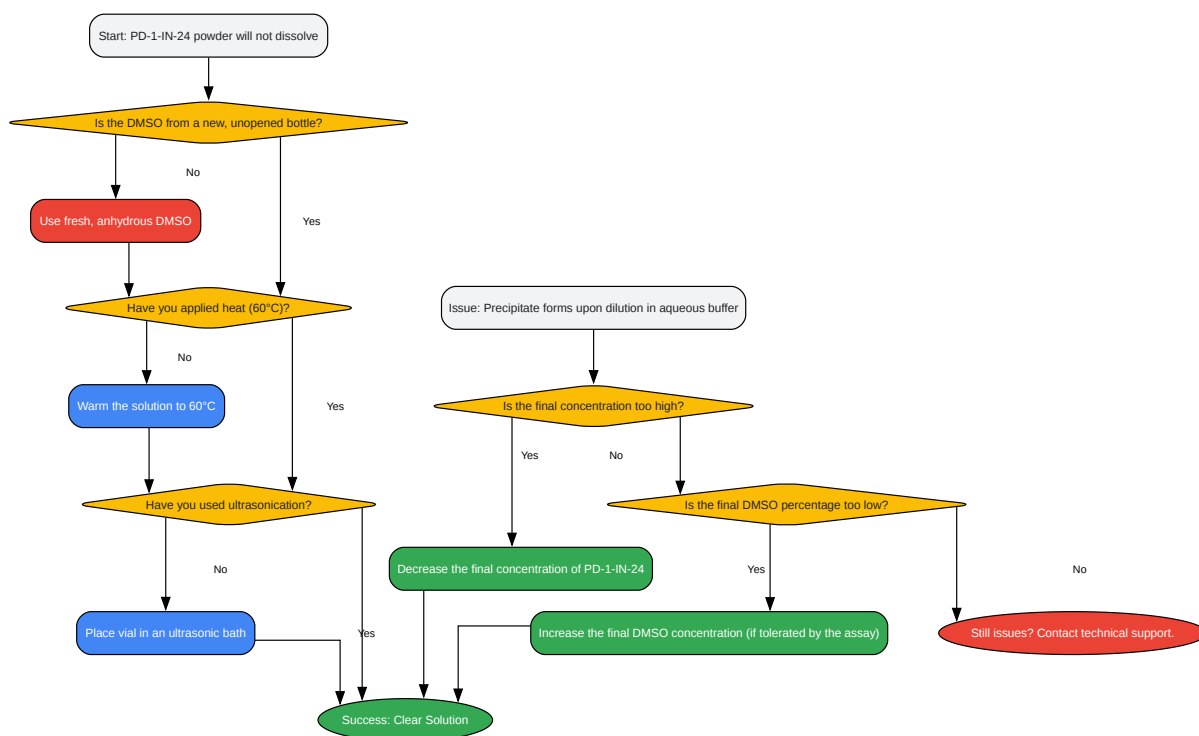 Start: PD-1-IN-24 powder will not dissolve
Is the DMSO from a new, unopened bottle?
No
Use fresh, anhydrous DMSO
Yes
Have you applied heat (60°C)?
No
Warm the solution to 60°C
Yes
Have you used ultrasonication?
No
Place vial in an ultrasonic bath
Yes
Issue: Precipitate forms upon dilution in aqueous buffer
Is the final concentration too high?
Yes
No
Is the final DMSO percentage too low?
Decrease the final concentration of PD-1-IN-24
Yes
No
Increase the final DMSO concentration (if tolerated by the assay)
Still issues? Contact technical support.
Success: Clear Solution